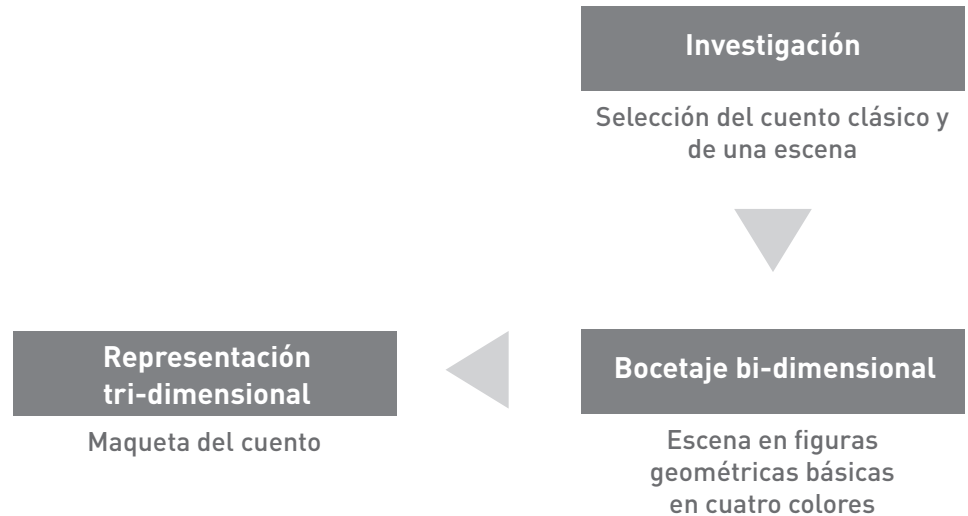 Investigación
Selección del cuento clásico y
de una escena
Bocetaje bi-dimensional
Escena en figuras
geométricas básicas
en cuatro colores
Representación
tri-dimensional
Maqueta del cuento